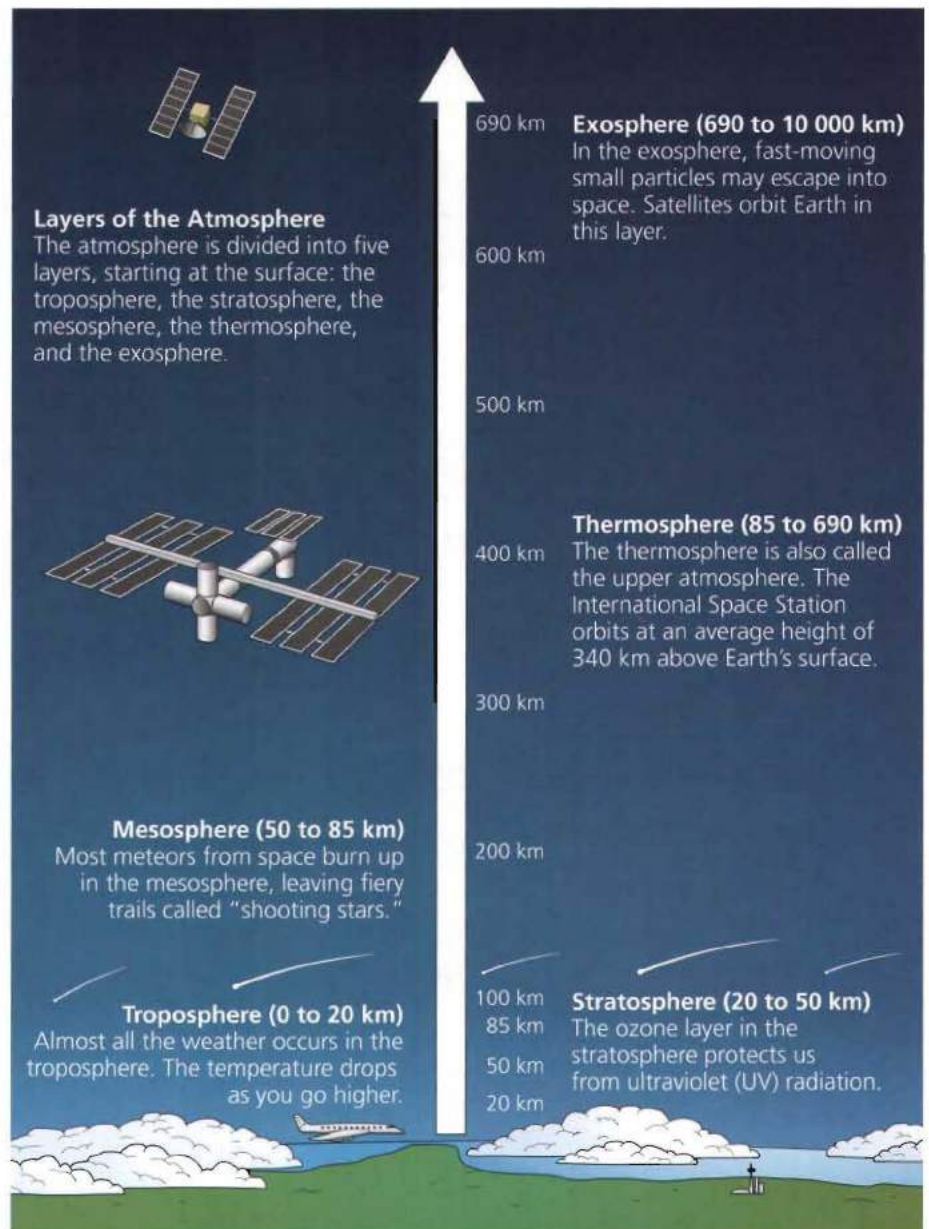 Layers of the Atmosphere
The atmosphere is divided into five
layers, starting at the surface: the
troposphere, the stratosphere, the
mesosphere, the thermosphere,
and the exosphere.
690 km
Exosphere (690 to 10 000 km)
In the exosphere, fast-moving
small particles may escape into
space. Satellites orbit Earth in
this layer.
600 km
500 km
400 km
Thermosphere (85 to 690 km)
The thermosphere is also called
the upper atmosphere. The
International Space Station
orbits at an average height of
340 km above Earth's surface.
300 km
Mesosphere (50 to 85 km)
Most meteors from space burn up
in the mesosphere, leaving fiery
trails called "shooting stars."
200 km
Troposphere (0 to 20 km)
Almost all the weather occurs in the
troposphere. The temperature drops
as you go higher.
100 km
85 km
50 km
20 km
Stratosphere (20 to 50 km)
The ozone layer in the
stratosphere protects us
from ultraviolet (UV) radiation.